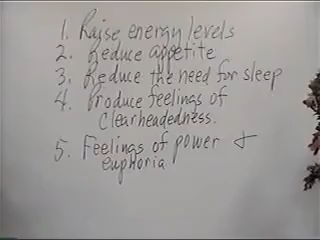 1. Raise energy levels
2. Reduce appetite
3. Reduce the need for sleep
4. Produce feelings of
clearheadedness.
5. Feelings of power +
euphoria